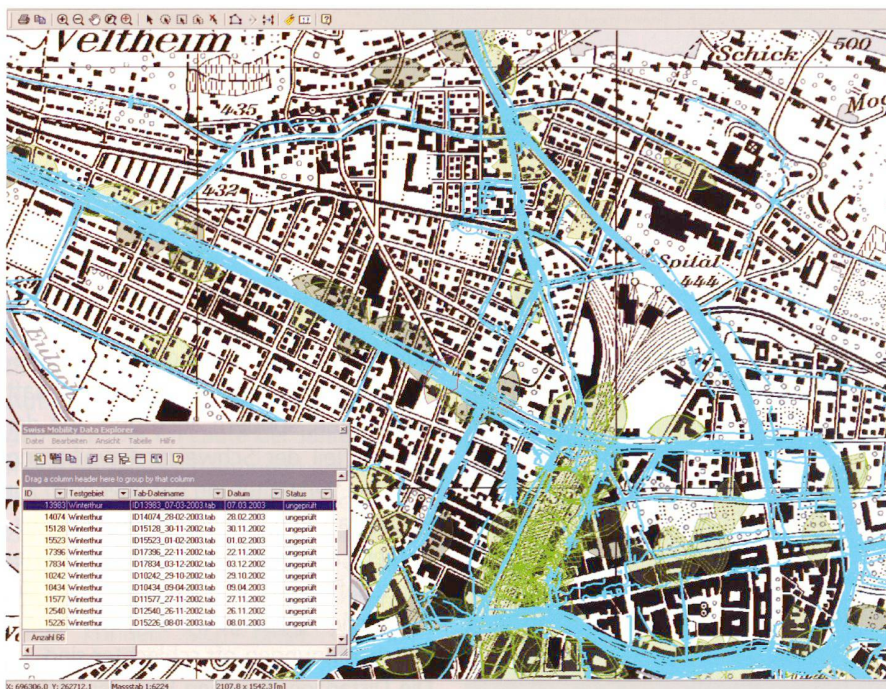 Veltheim
Schick
500
435
432
Spital
444
Eulach
Swiss Mobility Data Explorer
Datei Bearbeiten Ansicht Tabelle Hilfe
Drag a column header here to group by that column
ID Testgebiet Tab-Dateiname Datum Status
13983 Winterthur ID13983_07-03-2003.tab 07.03.2003 ungeprüft
14074 Winterthur ID14074_28-02-2003.tab 28.02.2003 ungeprüft
15128 Winterthur ID15128_30-11-2002.tab 30.11.2002 ungeprüft
15523 Winterthur ID15523_01-02-2003.tab 01.02.2003 ungeprüft
17396 Winterthur ID17396_22-11-2002.tab 22.11.2002 ungeprüft
17834 Winterthur ID17834_03-12-2002.tab 03.12.2002 ungeprüft
10242 Winterthur ID10242_29-10-2002.tab 29.10.2002 ungeprüft
10434 Winterthur ID10434_09-04-2003.tab 09.04.2003 ungeprüft
11577 Winterthur ID11577_27-11-2002.tab 27.11.2002 ungeprüft
12540 Winterthur ID12540_26-11-2002.tab 26.11.2002 ungeprüft
15226 Winterthur ID15226_08-01-2003.tab 08.01.2003 ungeprüft
Anzahl 66
X: 696306.0 Y: 262712.1 Massstab 1:6224 2107.8 x 1542.3 [m]